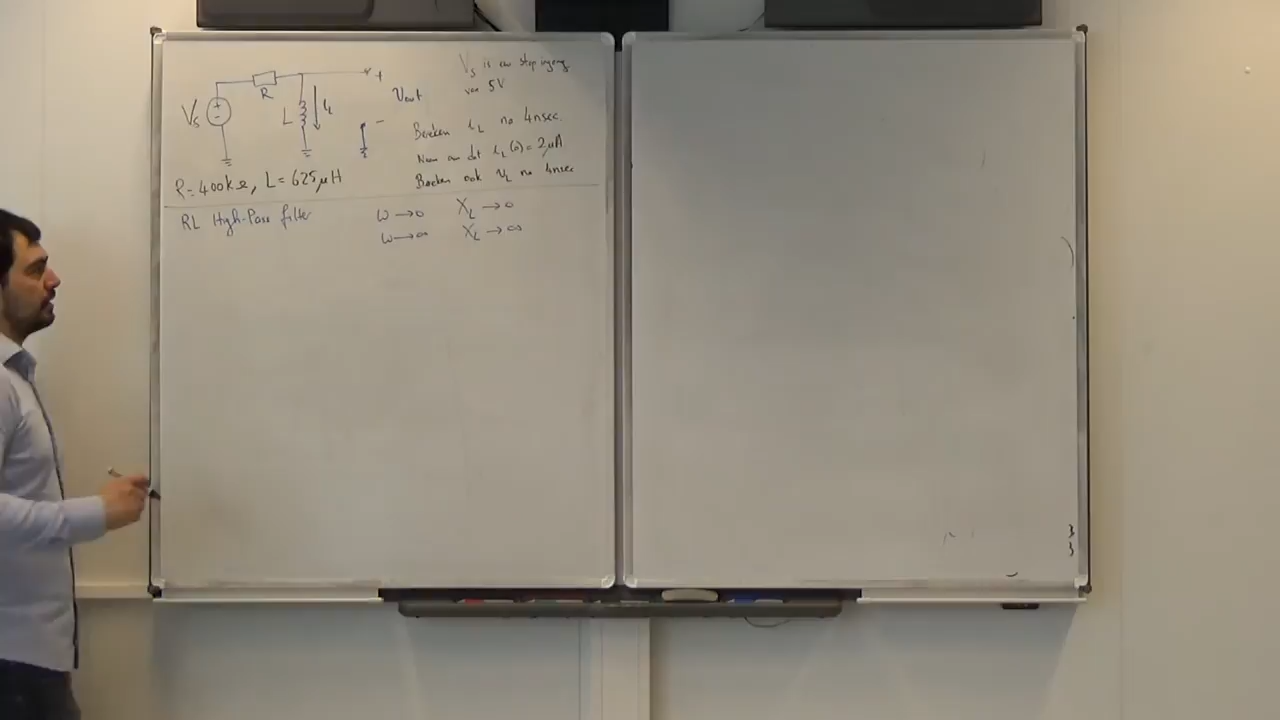 Vs is een stap ingang
van 5V
R
+
Vs
+
-
L
iL
Vout
-
Bereken iL na 4nsec.
Neem aan dat iL(0) = 2μA
Bereken ook VL na 4nsec
R = 400kΩ, L = 625μH
RL High-Pass filter
ω → 0 XL → 0
ω → ∞ XL → ∞